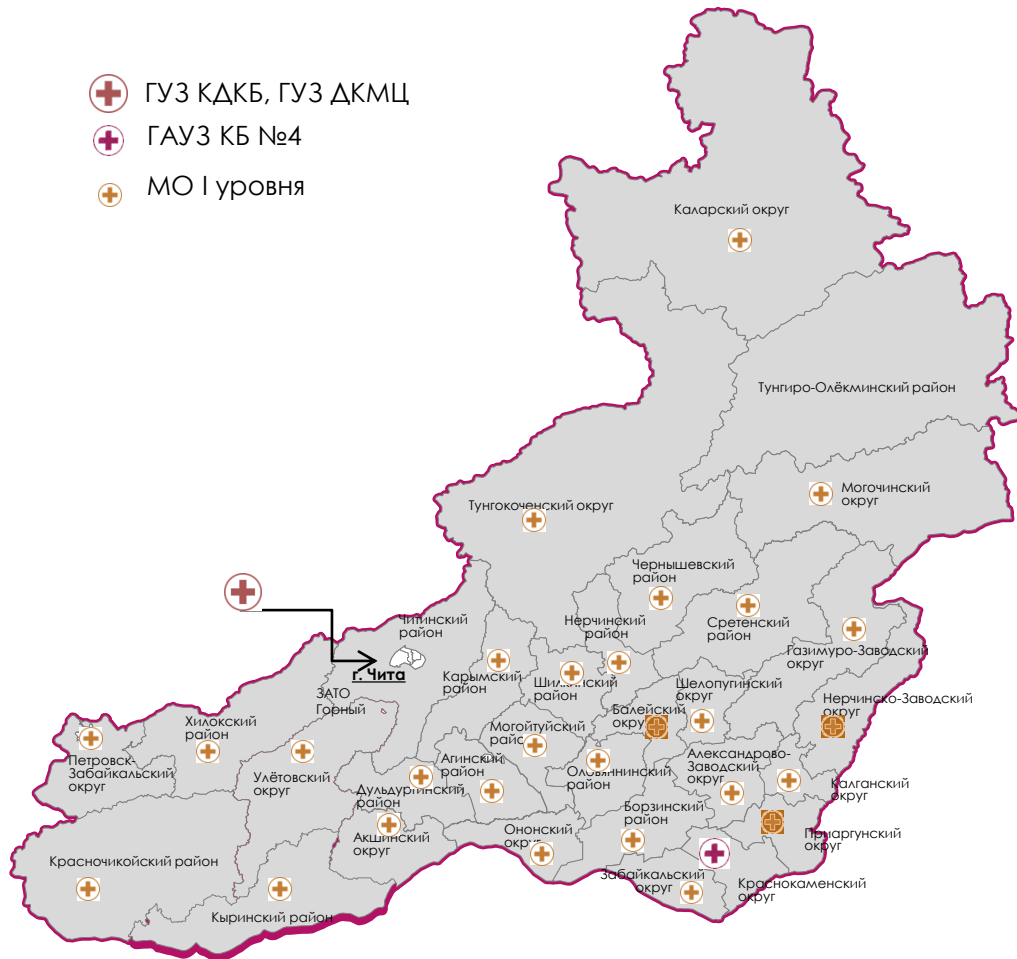 ГУЗ КДКБ, ГУЗ ДКМЦ
ГАУЗ КБ №4
МО I уровня
Каларский округ
Тунгиро-Олёкминский район
Могочинский
округ
Тунгокоченский округ
Чернышевский
район
Нерчинский
район
Сретенский
район
Газимуро-Заводский
округ
Читинский
район
г. Чита
Карымский
район
Шилкинский
район
Шелопугинский
округ
ЗАТО
Горный
Балейский
округ
Нерчинско-Заводский
округ
Хилокский
район
Могойтуйский
район
Петровск-
Забайкальский
округ
Улётовский
округ
Агинский
район
Оловяннинский
район
Александрово-
Заводский
округ
Калганский
округ
Дульдургинский
район
Борзинский
район
Акшинский
округ
Ононский
округ
Приаргунский
округ
Красночикойский район
Забайкальский
округ
Краснокаменский
округ
Кыринский район